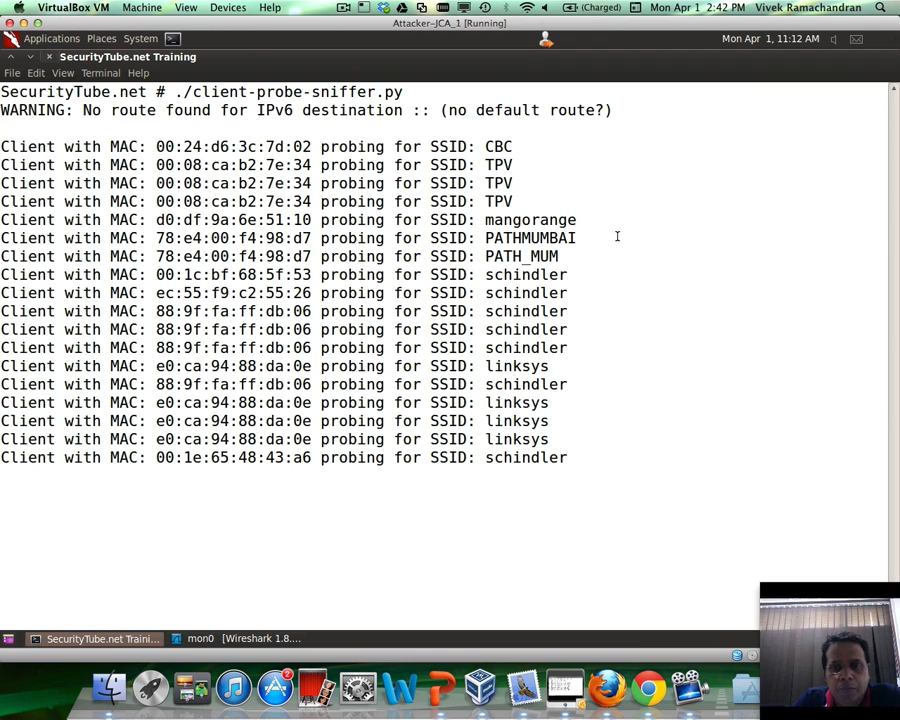 VirtualBox VM Machine View Devices Help (Charged) Mon Apr 1 2:42 PM Vivek Ramachandran
Attacker-JCA_1 [Running]
Applications Places System Mon Apr 1, 11:12 AM
SecurityTube.net Training
File Edit View Terminal Help
SecurityTube.net # ./client-probe-sniffer.py
WARNING: No route found for IPv6 destination :: (no default route?)
Client with MAC: 00:24:d6:3c:7d:02 probing for SSID: CBC
Client with MAC: 00:08:ca:b2:7e:34 probing for SSID: TPV
Client with MAC: 00:08:ca:b2:7e:34 probing for SSID: TPV
Client with MAC: 00:08:ca:b2:7e:34 probing for SSID: TPV
Client with MAC: d0:df:9a:6e:51:10 probing for SSID: mangorange
Client with MAC: 78:e4:00:f4:98:d7 probing for SSID: PATHMUMBAI
Client with MAC: 78:e4:00:f4:98:d7 probing for SSID: PATH_MUM
Client with MAC: 00:1c:bf:68:5f:53 probing for SSID: schindler
Client with MAC: ec:55:f9:c2:55:26 probing for SSID: schindler
Client with MAC: 88:9f:fa:ff:db:06 probing for SSID: schindler
Client with MAC: 88:9f:fa:ff:db:06 probing for SSID: schindler
Client with MAC: 88:9f:fa:ff:db:06 probing for SSID: schindler
Client with MAC: e0:ca:94:88:da:0e probing for SSID: linksys
Client with MAC: 88:9f:fa:ff:db:06 probing for SSID: schindler
Client with MAC: e0:ca:94:88:da:0e probing for SSID: linksys
Client with MAC: e0:ca:94:88:da:0e probing for SSID: linksys
Client with MAC: e0:ca:94:88:da:0e probing for SSID: linksys
Client with MAC: 00:1e:65:48:43:a6 probing for SSID: schindler
SecurityTube.net Traini... mon0 [Wireshark 1.8....
2